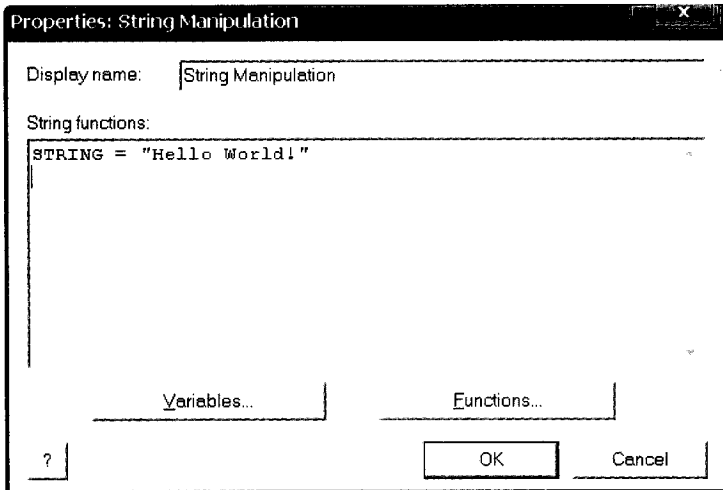 Properties: String Manipulation
x
Display name: String Manipulation
String functions:
STRING = "Hello World!"
Variables... Functions...
? OK Cancel